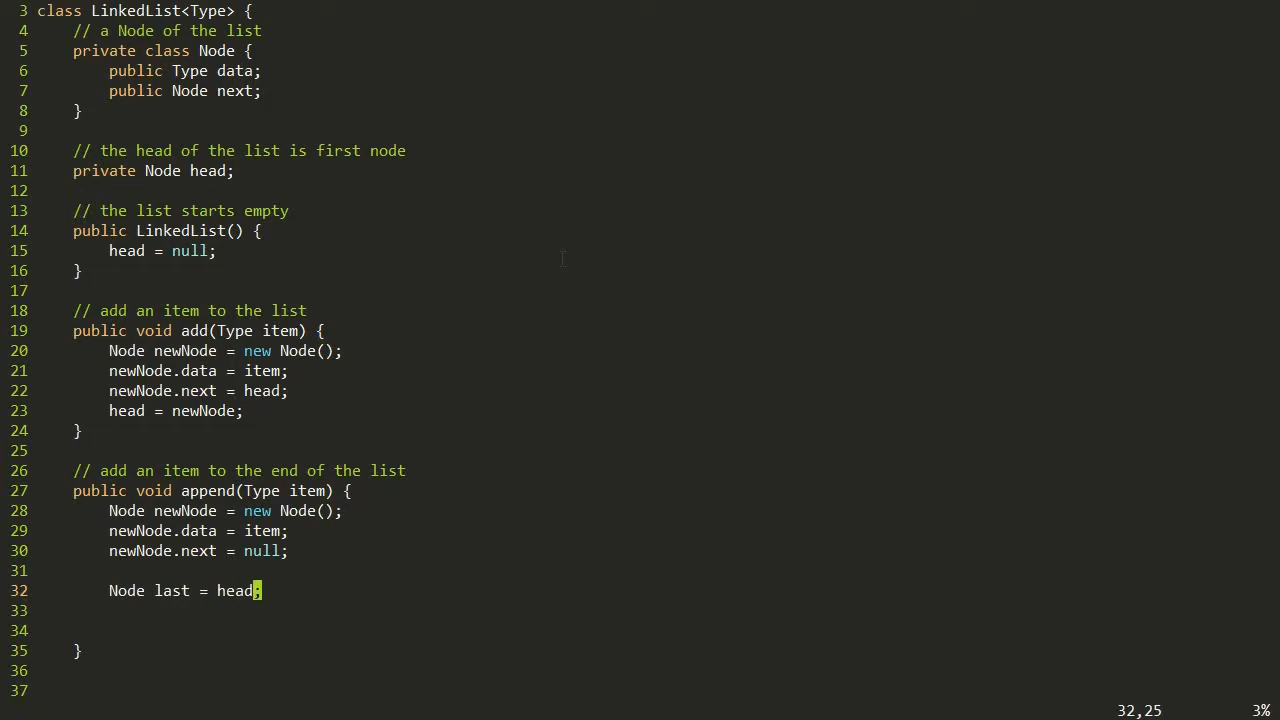 3 class LinkedList<Type> {
4     // a Node of the list
5     private class Node {
6         public Type data;
7         public Node next;
8     }
9
10     // the head of the list is first node
11     private Node head;
12
13     // the list starts empty
14     public LinkedList() {
15         head = null;
16     }
17
18     // add an item to the list
19     public void add(Type item) {
20         Node newNode = new Node();
21         newNode.data = item;
22         newNode.next = head;
23         head = newNode;
24     }
25
26     // add an item to the end of the list
27     public void append(Type item) {
28         Node newNode = new Node();
29         newNode.data = item;
30         newNode.next = null;
31
32         Node last = head;
33
34
35     }
36
37
32,25 3%